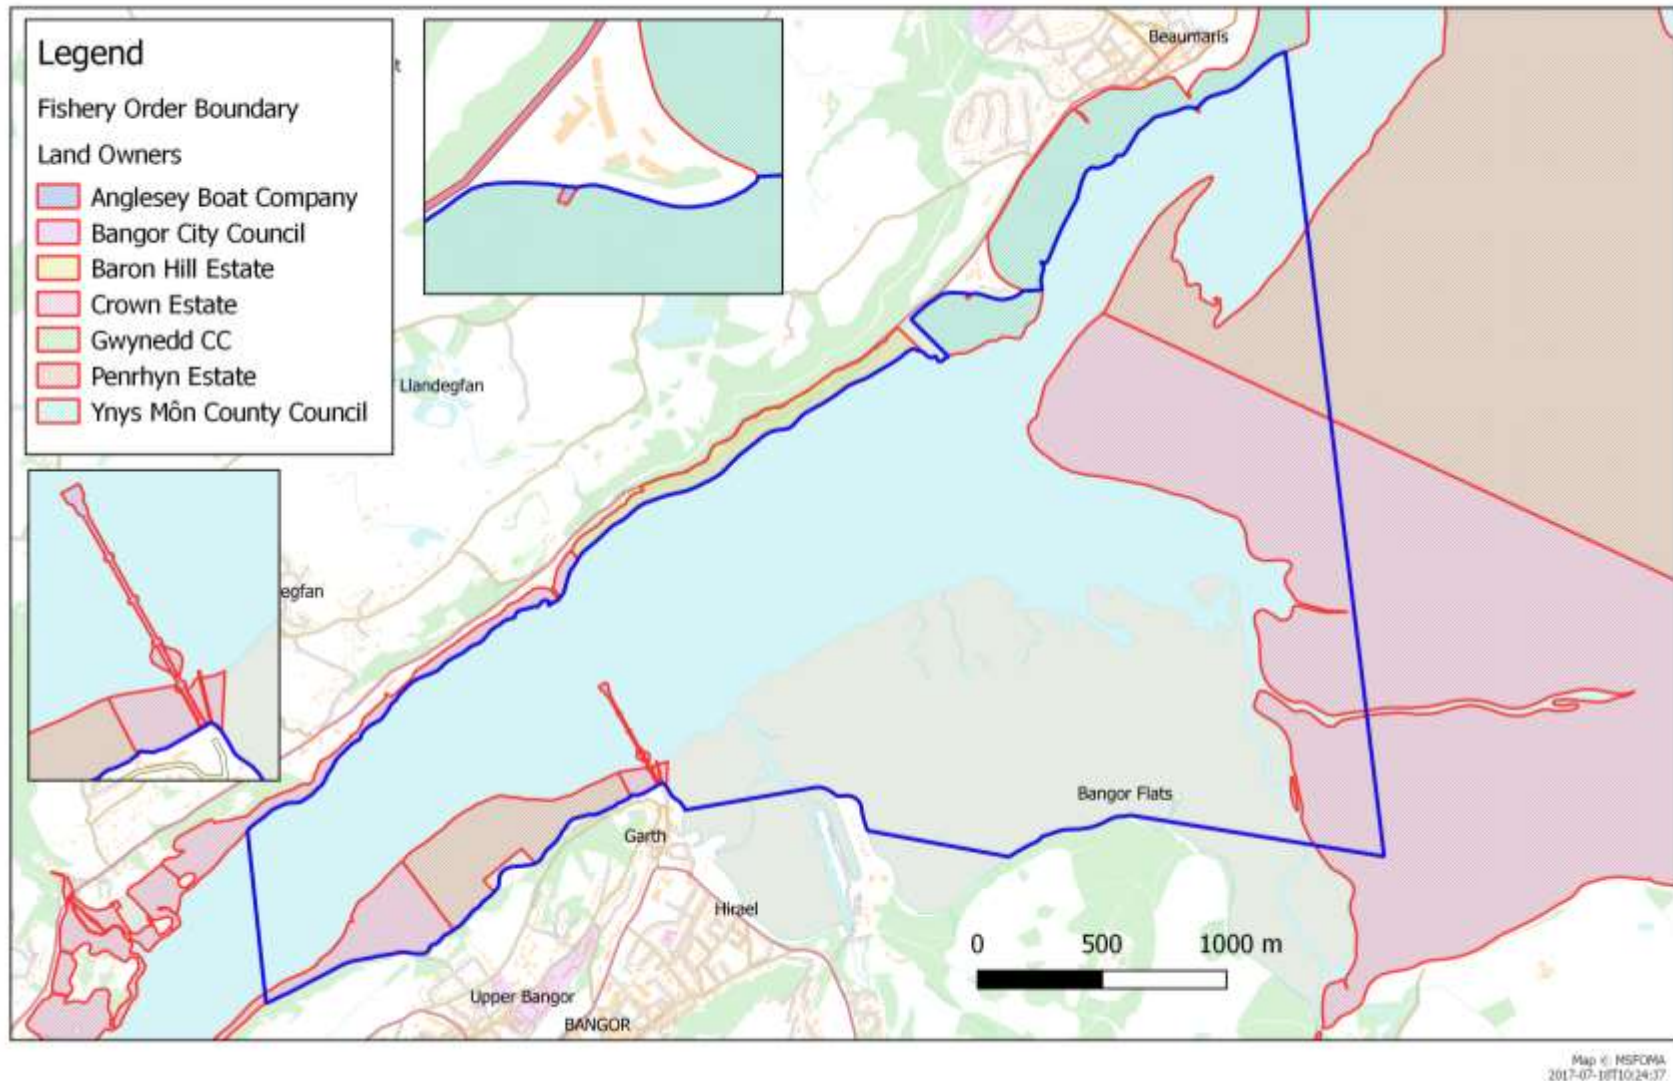 Legend
Fishery Order Boundary
Land Owners
Anglesey Boat Company
Bangor City Council
Baron Hill Estate
Crown Estate
Gwynedd CC
Penrhyn Estate
Ynys Môn County Council
Beaumaris
Llandegfan
egfan
Bangor Flats
Garth
Hirael
Upper Bangor
BANGOR
0 500 1000 m
Map © MSFOMA
2017-07-18T10:24:37